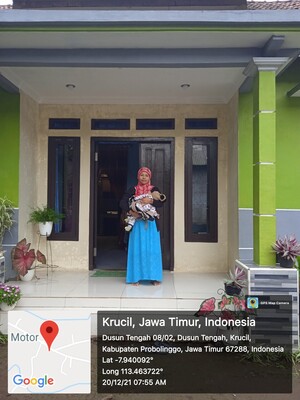 GPS Map Camera
Motor
Google
Krucil, Jawa Timur, Indonesia
Dusun Tengah 08/02, Dusun Tengah, Krucil,
Kabupaten Probolinggo, Jawa Timur 67288, Indonesia
Lat -7.940092°
Long 113.463722°
20/12/21 07:55 AM